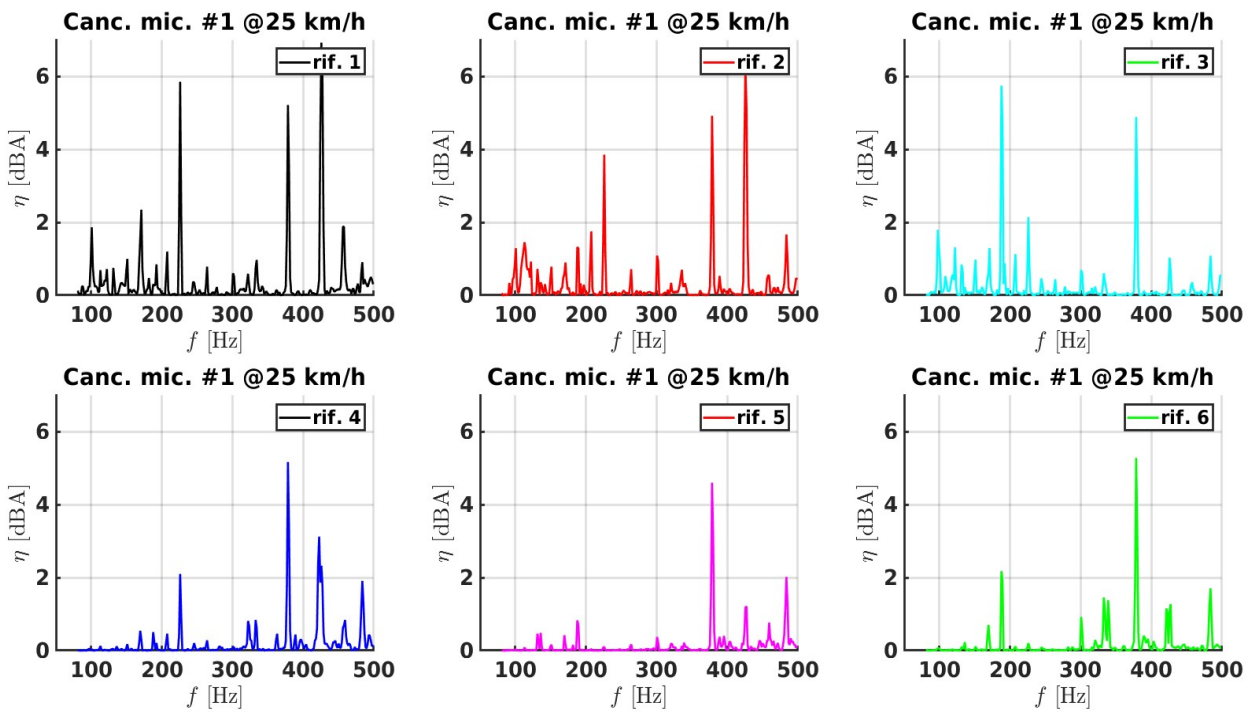 Canc. mic. #1 @25 km/h
rif. 1
6
4
2
0
η [dBA]
100 200 300 400 500
f [Hz]
Canc. mic. #1 @25 km/h
rif. 2
6
4
2
0
η [dBA]
100 200 300 400 500
f [Hz]
Canc. mic. #1 @25 km/h
rif. 3
6
4
2
0
η [dBA]
100 200 300 400 500
f [Hz]
Canc. mic. #1 @25 km/h
rif. 4
6
4
2
0
η [dBA]
100 200 300 400 500
f [Hz]
Canc. mic. #1 @25 km/h
rif. 5
6
4
2
0
η [dBA]
100 200 300 400 500
f [Hz]
Canc. mic. #1 @25 km/h
rif. 6
6
4
2
0
η [dBA]
100 200 300 400 500
f [Hz]